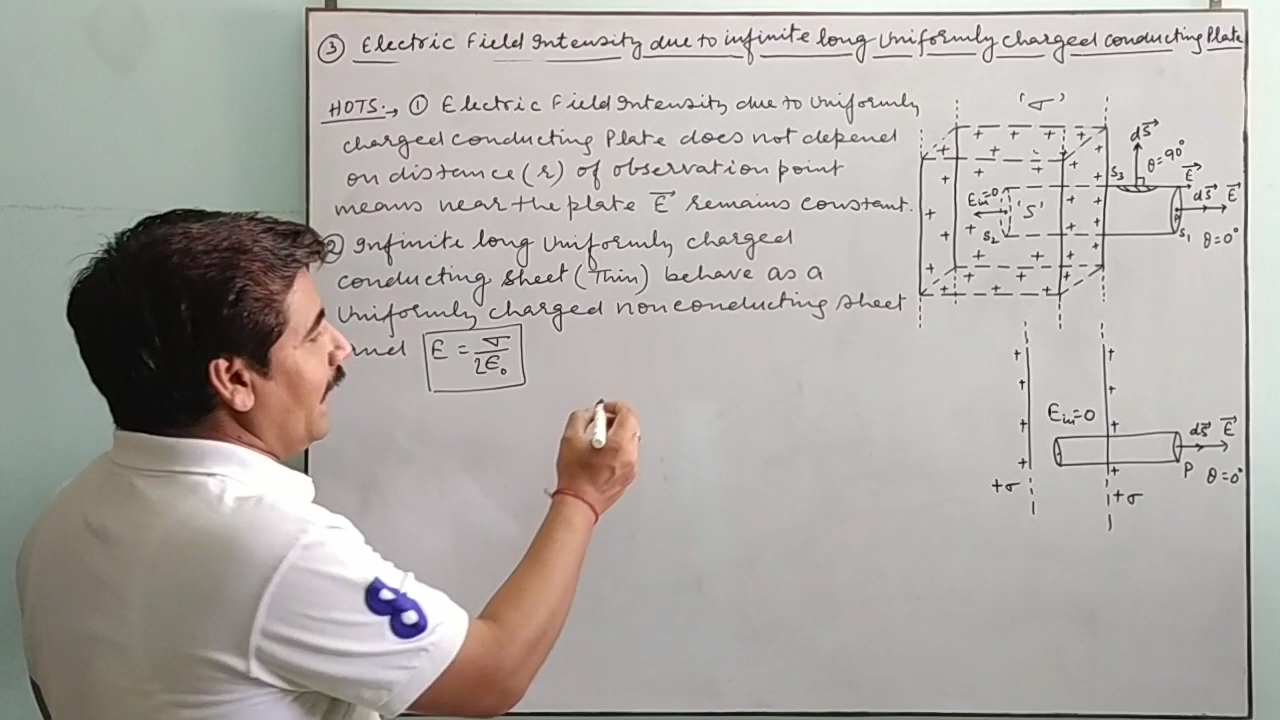 ③ Electric Field Intensity due to infinite long Uniformly charged conducting Plate
HOTS:→ ① Electric Field Intensity due to Uniformly
charged conducting Plate does not depend
on distance (r) of observation point
means near the plate E⃗ remains constant.
② Infinite long Uniformly charged
conducting sheet (Thin) behave as a
Uniformly charged nonconducting sheet
E = σ/2ε₀
'σ'
dS⃗
θ=90°
S₃
E⃗
Ein=0
'S'
dS⃗ E⃗
S₂
S₁ θ=0°
Ein=0
dS⃗ E⃗
P θ=0°
+σ
+σ
8